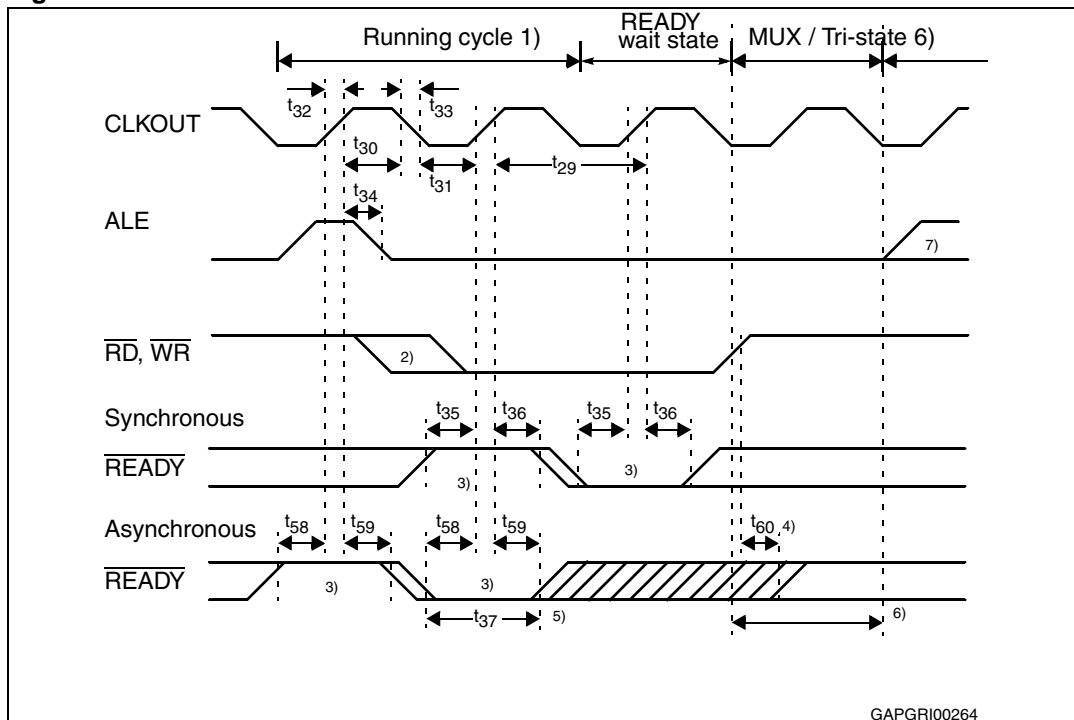 Running cycle 1)
READY
wait state
MUX / Tri-state 6)
t32
t33
CLKOUT
t30
t31
t29
t34
ALE
7)
RD, WR
2)
Synchronous
t35
t36
t35
t36
READY
3)
3)
Asynchronous
t58
t59
t58
t59
t60 4)
READY
3)
3)
t37
5)
6)
GAPGRI00264